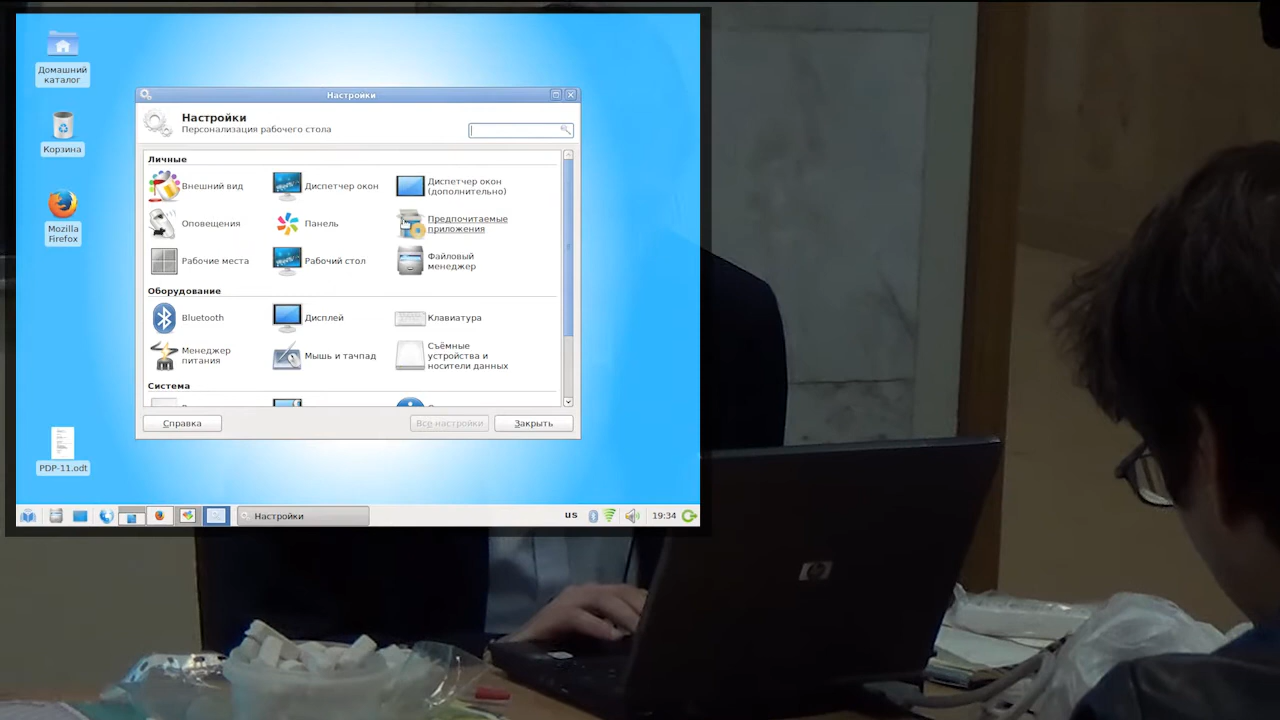 Домашний
каталог
Корзина
Mozilla
Firefox
PDP-11.odt
Настройки
Настройки
Персонализация рабочего стола
Личные
Внешний вид
Диспетчер окон
Диспетчер окон
(дополнительно)
Оповещения
Панель
Предпочитаемые
приложения
Рабочие места
Рабочий стол
Файловый
менеджер
Оборудование
Bluetooth
Дисплей
Клавиатура
Менеджер
питания
Мышь и тачпад
Съёмные
устройства и
носители данных
Система
Справка
Все настройки
Закрыть
Настройки
us
19:34
hp